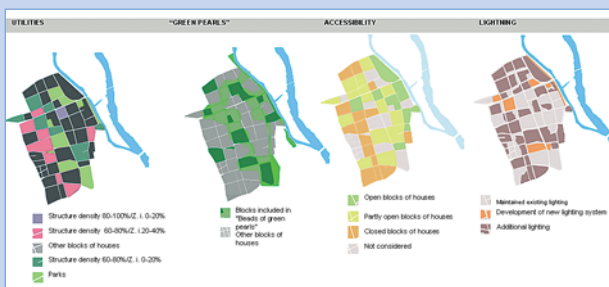 UTILITIES
"GREEN PEARLS"
ACCESSIBILITY
LIGHTNING
Structure density 80-100%/Z. i. 0-20%
Structure density 60-80%/Z. i.20-40%
Other blocks of houses
Structure density 60-80%/Z. i. 0-20%
Parks
Blocks included in
"Beads of green
pearls"
Other blocks of
houses
Open blocks of houses
Partly open blocks of houses
Closed blocks of houses
Not considered
Maintained existing lighting
Development of new lighting system
Additional lighting